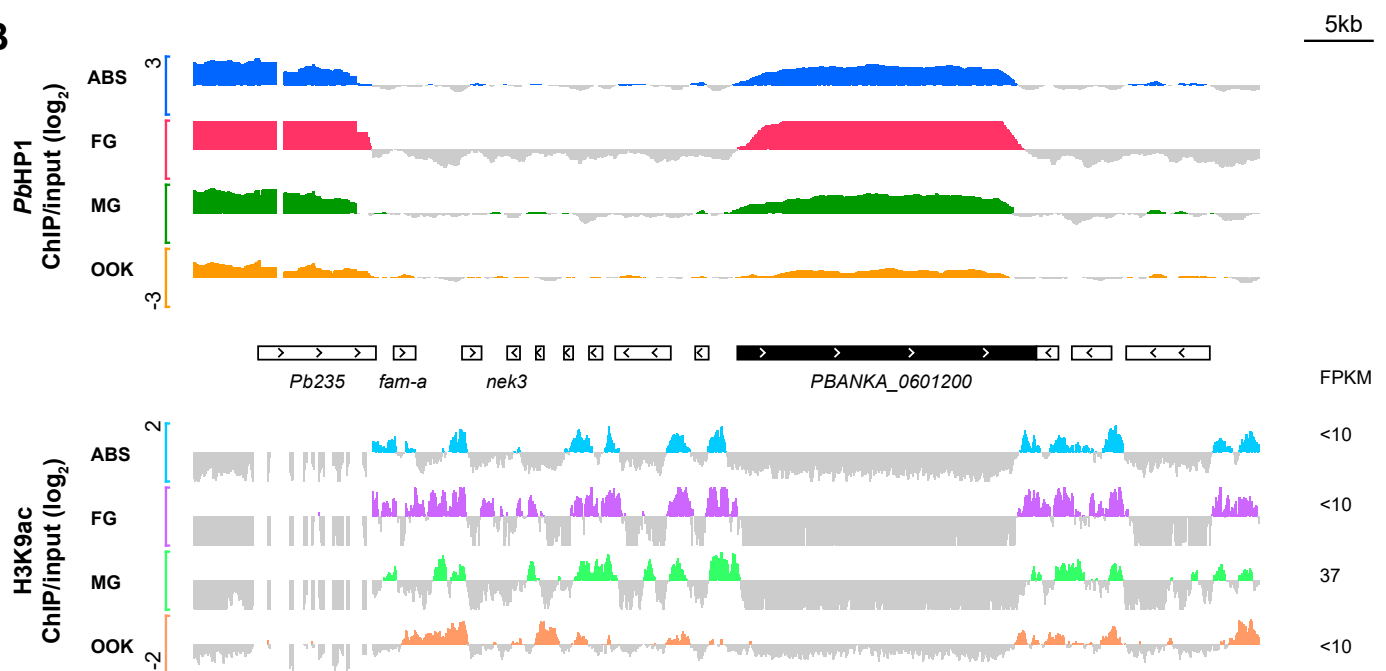 B
5kb
PbHP1
ChIP/input (log2)
3
ABS
FG
MG
OOK
-3
Pb235 fam-a nek3 PBANKA_0601200
FPKM
H3K9ac
ChIP/input (log2)
2
ABS <10
FG <10
MG 37
OOK <10
-2